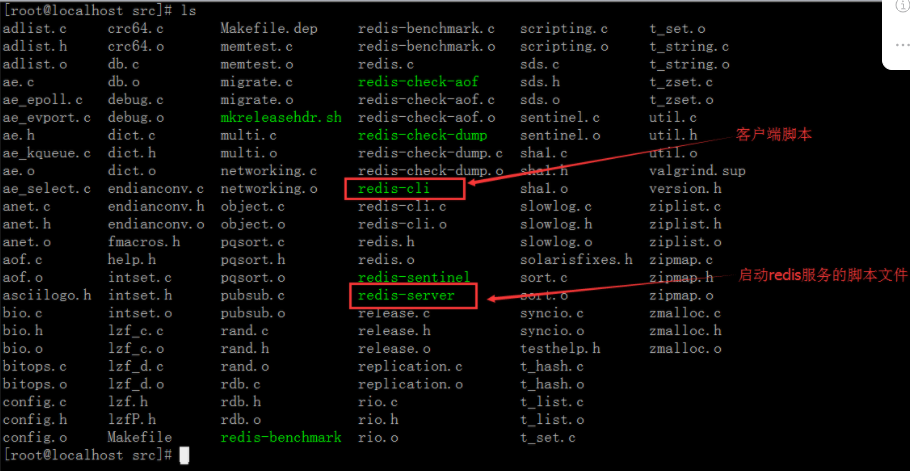 [root@localhost src]# ls
adlist.c crc64.c Makefile.dep redis-benchmark.c scripting.c t_set.o
adlist.h crc64.o memtest.c redis-benchmark.o scripting.o t_string.c
adlist.o db.c memtest.o redis.c sds.c t_string.o
ae.c db.o migrate.c redis-check-aof sds.h t_zset.c
ae_epoll.c debug.c migrate.o redis-check-aof.c sds.o t_zset.o
ae_evport.c debug.o mkreleasehdr.sh redis-check-aof.o sentinel.c util.c
ae.h dict.c multi.c redis-check-dump sentinel.o util.h 客户端脚本
ae_kqueue.c dict.h multi.o redis-check-dump.c sha1.c util.o
ae.o dict.o networking.c redis-check-dump.o sha1.h valgrind.sup
ae_select.c endianconv.c networking.o redis-cli sha1.o version.h
anet.c endianconv.h object.c redis-cli.c slowlog.c ziplist.c
anet.h endianconv.o object.o redis-cli.o slowlog.h ziplist.h
anet.o fmacros.h pqsort.c redis.h slowlog.o ziplist.o
aof.c help.h pqsort.h redis.o solarisfixes.h zipmap.c
aof.o intset.c pqsort.o redis-sentinel sort.c zipmap.h 启动redis服务的脚本文件
asciilogo.h intset.h pubsub.c redis-server sort.o zipmap.o
bio.c intset.o pubsub.o release.c syncio.c zmalloc.c
bio.h lzf_c.c rand.c release.h syncio.o zmalloc.h
bio.o lzf_c.o rand.h release.o testhelp.h zmalloc.o
bitops.c lzf_d.c rdb.c replication.c t_hash.c
bitops.o lzf_d.o rdb.c replication.o t_hash.o
config.c lzf.h rdb.h rio.c t_list.c
config.h lzfP.h rdb.o rio.h t_list.o
config.o Makefile redis-benchmark rio.o t_set.c
[root@localhost src]#